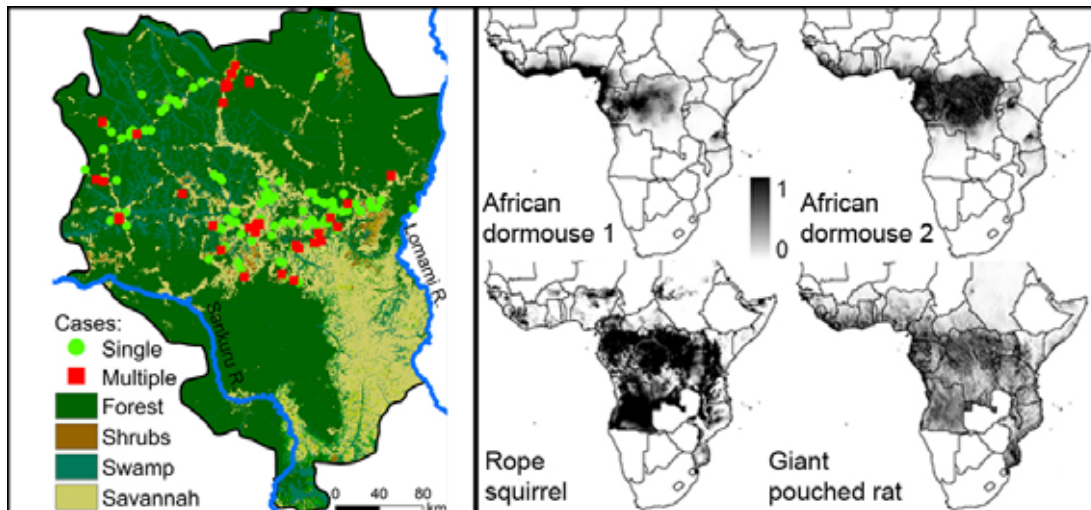 Lomami R.
Sankuru R.
Cases:
Single
Multiple
Forest
Shrubs
Swamp
Savannah
0 40 80
km
African
dormouse 1
1
0
African
dormouse 2
Rope
squirrel
Giant
pouched rat